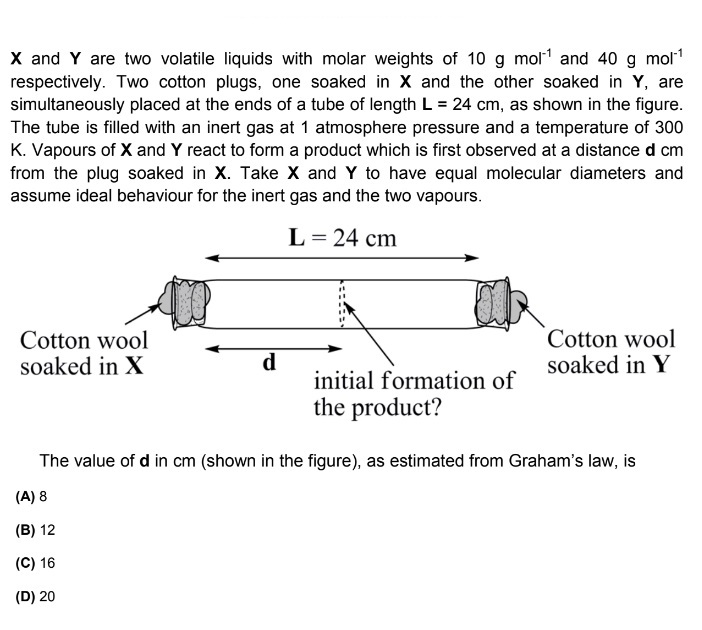 X and Y are two volatile liquids with molar weights of 10 g mol⁻¹ and 40 g mol⁻¹
respectively. Two cotton plugs, one soaked in X and the other soaked in Y, are
simultaneously placed at the ends of a tube of length L = 24 cm, as shown in the figure.
The tube is filled with an inert gas at 1 atmosphere pressure and a temperature of 300
K. Vapours of X and Y react to form a product which is first observed at a distance d cm
from the plug soaked in X. Take X and Y to have equal molecular diameters and
assume ideal behaviour for the inert gas and the two vapours.
L = 24 cm
Cotton wool
soaked in X
d
initial formation of
the product?
Cotton wool
soaked in Y
The value of d in cm (shown in the figure), as estimated from Graham's law, is
(A) 8
(B) 12
(C) 16
(D) 20